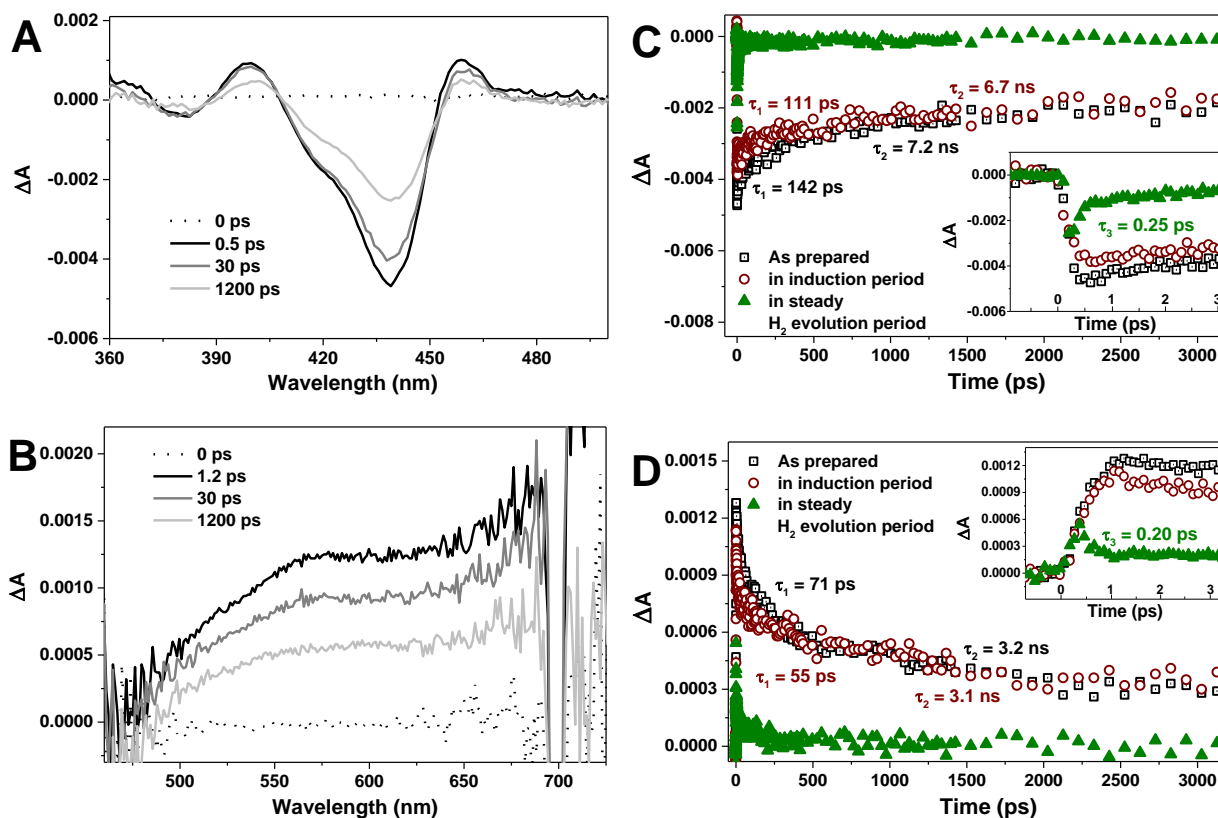 A
0.002
0.000
-0.002
-0.004
-0.006
ΔA
0 ps
0.5 ps
30 ps
1200 ps
360 390 420 450 480
Wavelength (nm)
B
0.0020
0.0015
0.0010
0.0005
0.0000
ΔA
0 ps
1.2 ps
30 ps
1200 ps
500 550 600 650 700
Wavelength (nm)
C
0.000
-0.002
-0.004
-0.006
-0.008
ΔA
τ1 = 111 ps
τ2 = 6.7 ns
τ2 = 7.2 ns
τ1 = 142 ps
As prepared
in induction period
in steady
H2 evolution period
0 500 1000 1500 2000 2500 3000
Time (ps)
0.000
-0.002
-0.004
-0.006
ΔA
τ3 = 0.25 ps
0 1 2 3
Time (ps)
D
0.0015
0.0012
0.0009
0.0006
0.0003
0.0000
ΔA
As prepared
in induction period
in steady
H2 evolution period
τ1 = 71 ps
τ2 = 3.2 ns
τ1 = 55 ps
τ2 = 3.1 ns
0 500 1000 1500 2000 2500 3000
Time (ps)
0.0012
0.0009
0.0006
0.0003
0.0000
ΔA
τ3 = 0.20 ps
0 1 2 3
Time (ps)